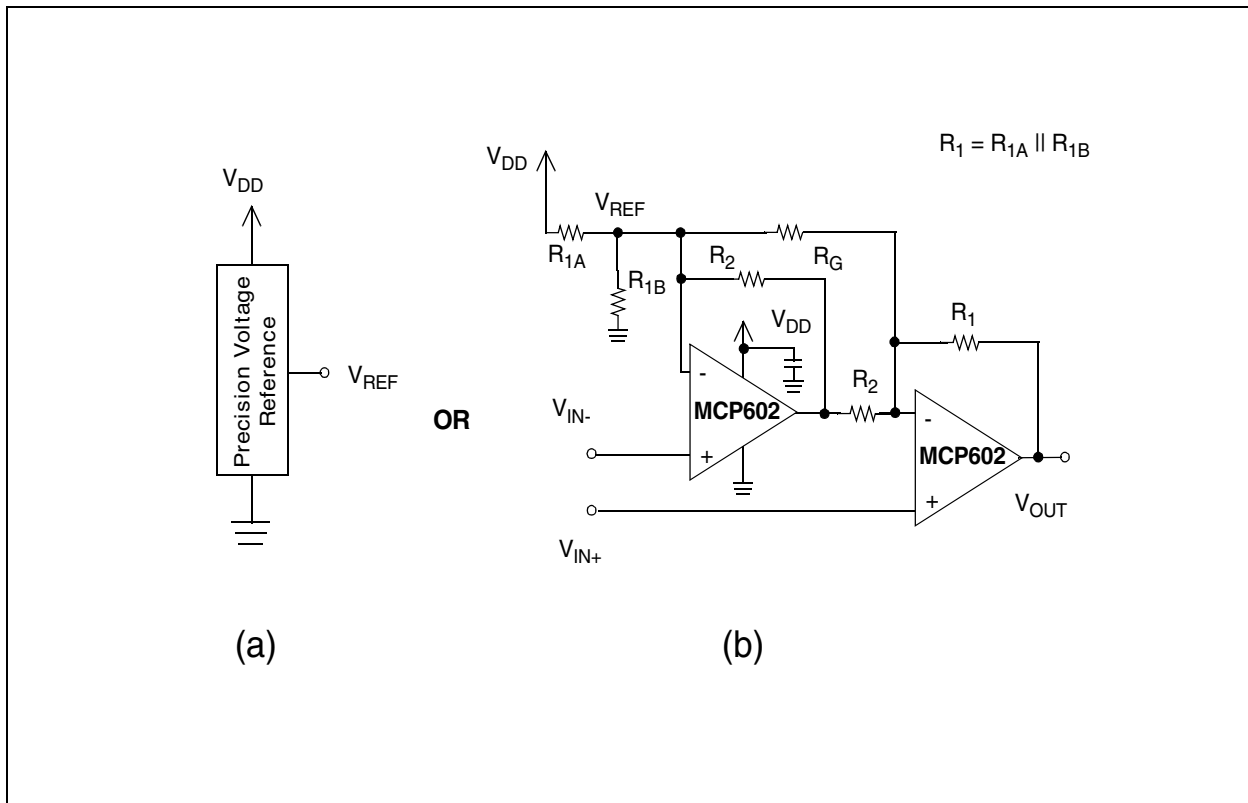 V_DD
Precision Voltage
Reference
V_REF
(a)
OR
R_1 = R_1A || R_1B
V_DD
V_REF
R_1A
R_1B
R_2
R_G
V_DD
R_1
R_2
-
MCP602
+
V_IN-
-
MCP602
+
V_IN+
V_OUT
(b)